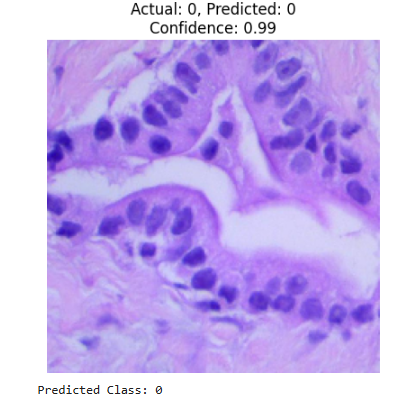 Actual: 0, Predicted: 0
Confidence: 0.99
Predicted Class: 0